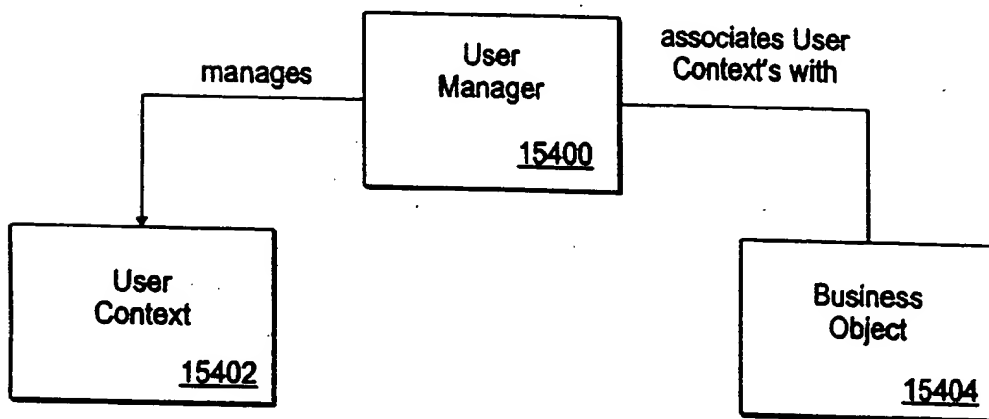 User
Manager
15400
manages
associates User
Context's with
User
Context
15402
Business
Object
15404